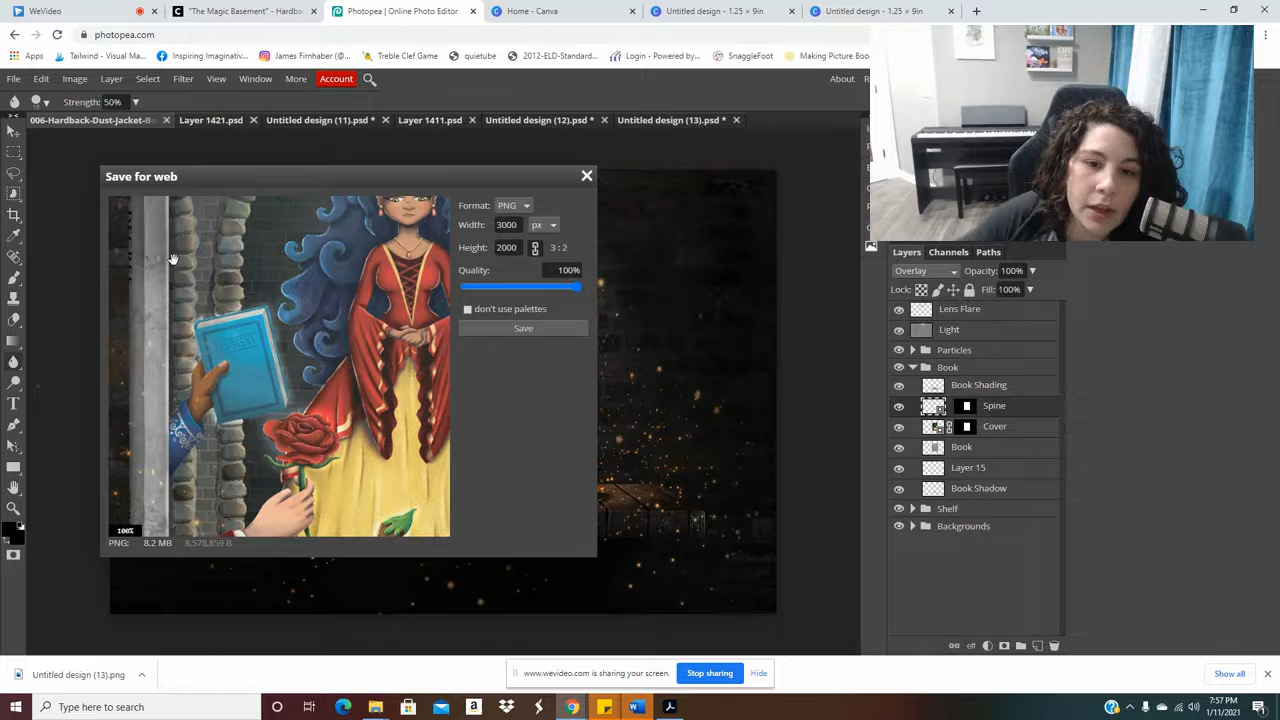 WeVideo
"The Magic Basement" - Hardba
Photopea | Online Photo Editor
Home - Canva
Untitled design - 1.25 × 9in
Untitled design - 1.25 × 9in
photopea.com
Apps
Tailwind - Visual Ma
Inspiring Imaginativ...
James Firnhaber
Treble Clef Game
quietube
2012-ELD-Standard...
Login - Powered by...
SnaggleFoot
Making Picture
File Edit Image Layer Select Filter View Window More Account About
Strength: 50%
006-Hardback-Dust-Jacket-B
Layer 1421.psd
Untitled design (11).psd *
Layer 1411.psd
Untitled design (12).psd *
Untitled design (13).psd *
Save for web
Format: PNG
Width: 3000 px
Height: 2000 3 : 2
Quality: 100%
don't use palettes
Save
100%
PNG: 8.2 MB 8,578,859 B
Layers Channels Paths
Overlay Opacity: 100%
Lock: Fill: 100%
Lens Flare
Light
Particles
Book
Book Shading
Spine
Cover
Book
Layer 15
Book Shadow
Shelf
Backgrounds
eff
Untitled design (13).png
www.wevideo.com is sharing your screen.
Stop sharing
Hide
Show all
Type here to search
7:57 PM
1/11/2021